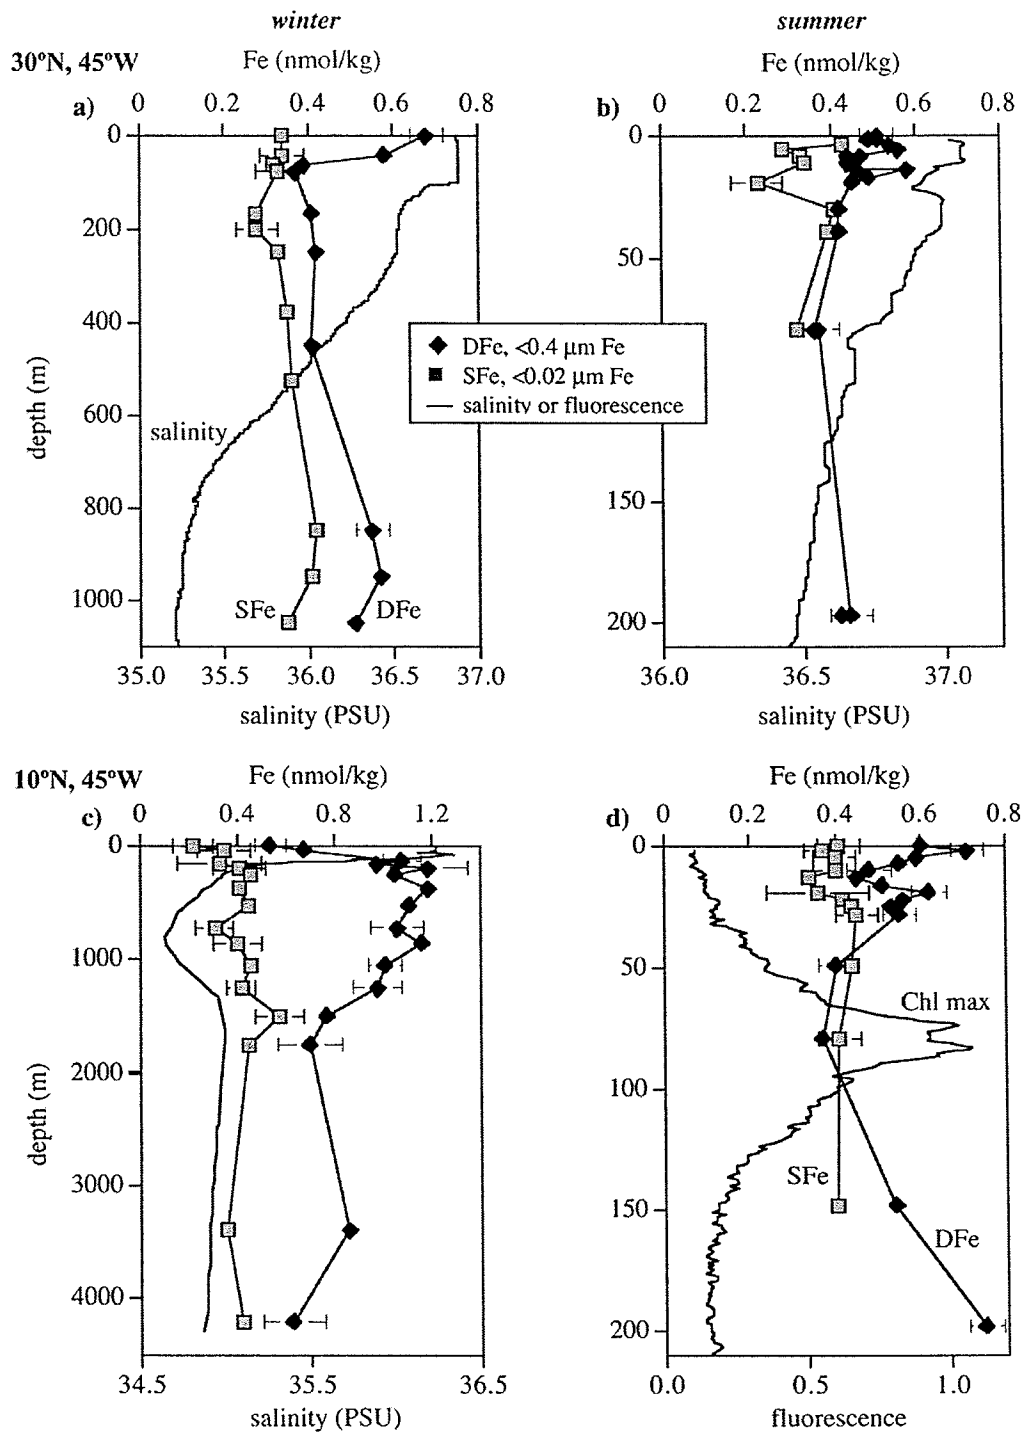 winter
summer
30ºN, 45ºW
Fe (nmol/kg)
Fe (nmol/kg)
a)
0 0.2 0.4 0.6 0.8
b)
0 0.2 0.4 0.6 0.8
0
200
400
600
800
1000
depth (m)
salinity
SFe
DFe
35.0 35.5 36.0 36.5 37.0
salinity (PSU)
DFe, <0.4 µm Fe
SFe, <0.02 µm Fe
salinity or fluorescence
0
50
150
200
36.0 36.5 37.0
salinity (PSU)
10ºN, 45ºW
Fe (nmol/kg)
Fe (nmol/kg)
c)
0 0.4 0.8 1.2
d)
0 0.2 0.4 0.6 0.8
0
1000
2000
3000
4000
depth (m)
34.5 35.5 36.5
salinity (PSU)
0
50
100
150
200
Chl max
SFe
DFe
0.0 0.5 1.0
fluorescence